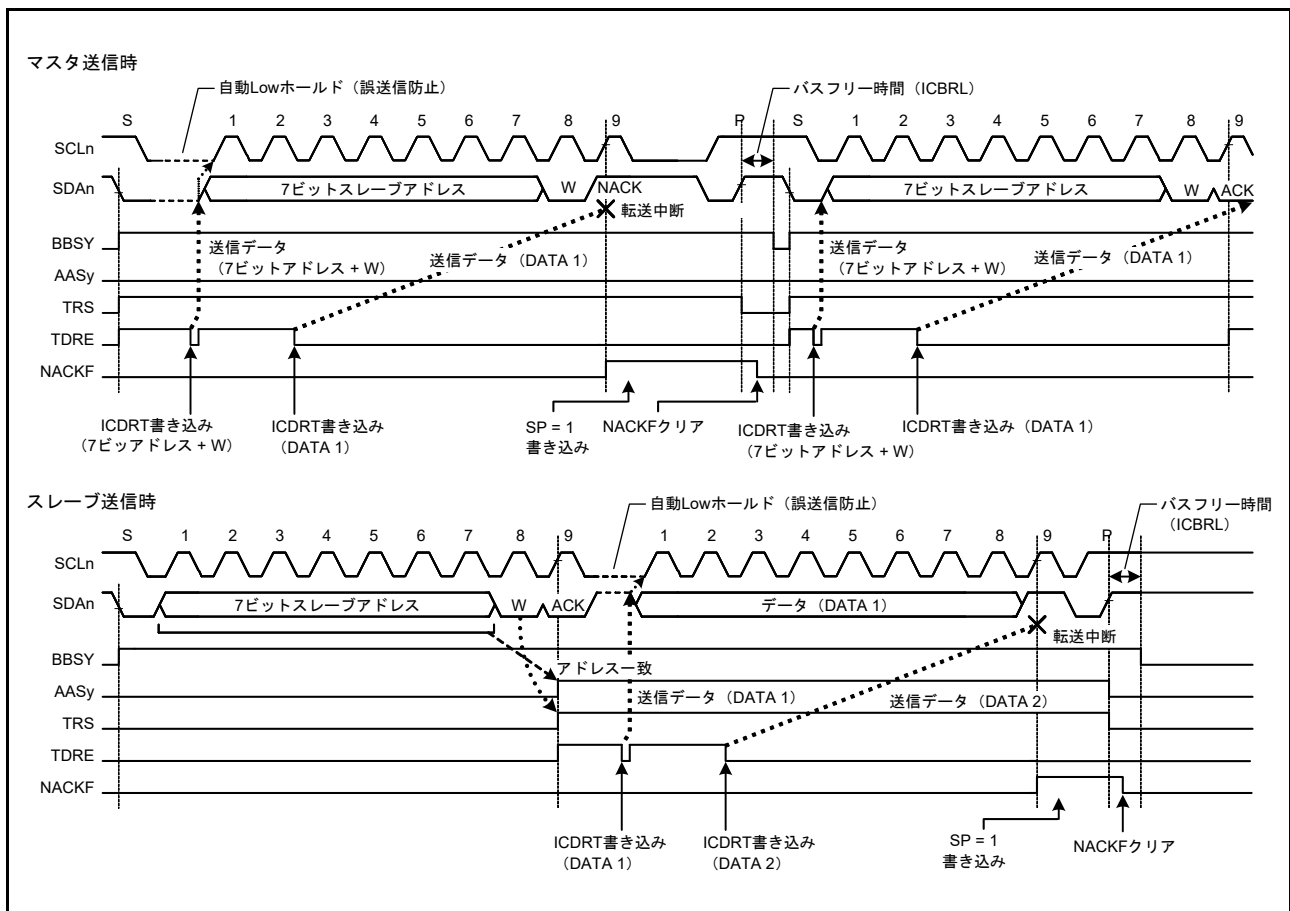 マスタ送信時
自動Lowホールド（誤送信防止）
バスフリー時間（ICBRL）
S 1 2 3 4 5 6 7 8 9 P S 1 2 3 4 5 6 7 8 9
SCLn
SDAn 7ビットスレーブアドレス W NACK 7ビットスレーブアドレス W ACK
転送中断
BBSY 送信データ
（7ビットアドレス + W）
送信データ（DATA 1）
送信データ
（7ビットアドレス + W）
送信データ（DATA 1）
AASy
TRS
TDRE
NACKF
ICDRT書き込み
（7ビッアドレス + W）
ICDRT書き込み
（DATA 1）
SP = 1
書き込み
NACKFクリア
ICDRT書き込み
（7ビットアドレス + W）
ICDRT書き込み（DATA 1）
スレーブ送信時
自動Lowホールド（誤送信防止）
バスフリー時間
（ICBRL）
S 1 2 3 4 5 6 7 8 9 1 2 3 4 5 6 7 8 9 P
SCLn
SDAn 7ビットスレーブアドレス W ACK データ（DATA 1）
転送中断
BBSY
アドレス一致
AASy
送信データ（DATA 1） 送信データ（DATA 2）
TRS
TDRE
NACKF
ICDRT書き込み
（DATA 1）
ICDRT書き込み
（DATA 2）
SP = 1
書き込み
NACKFクリア